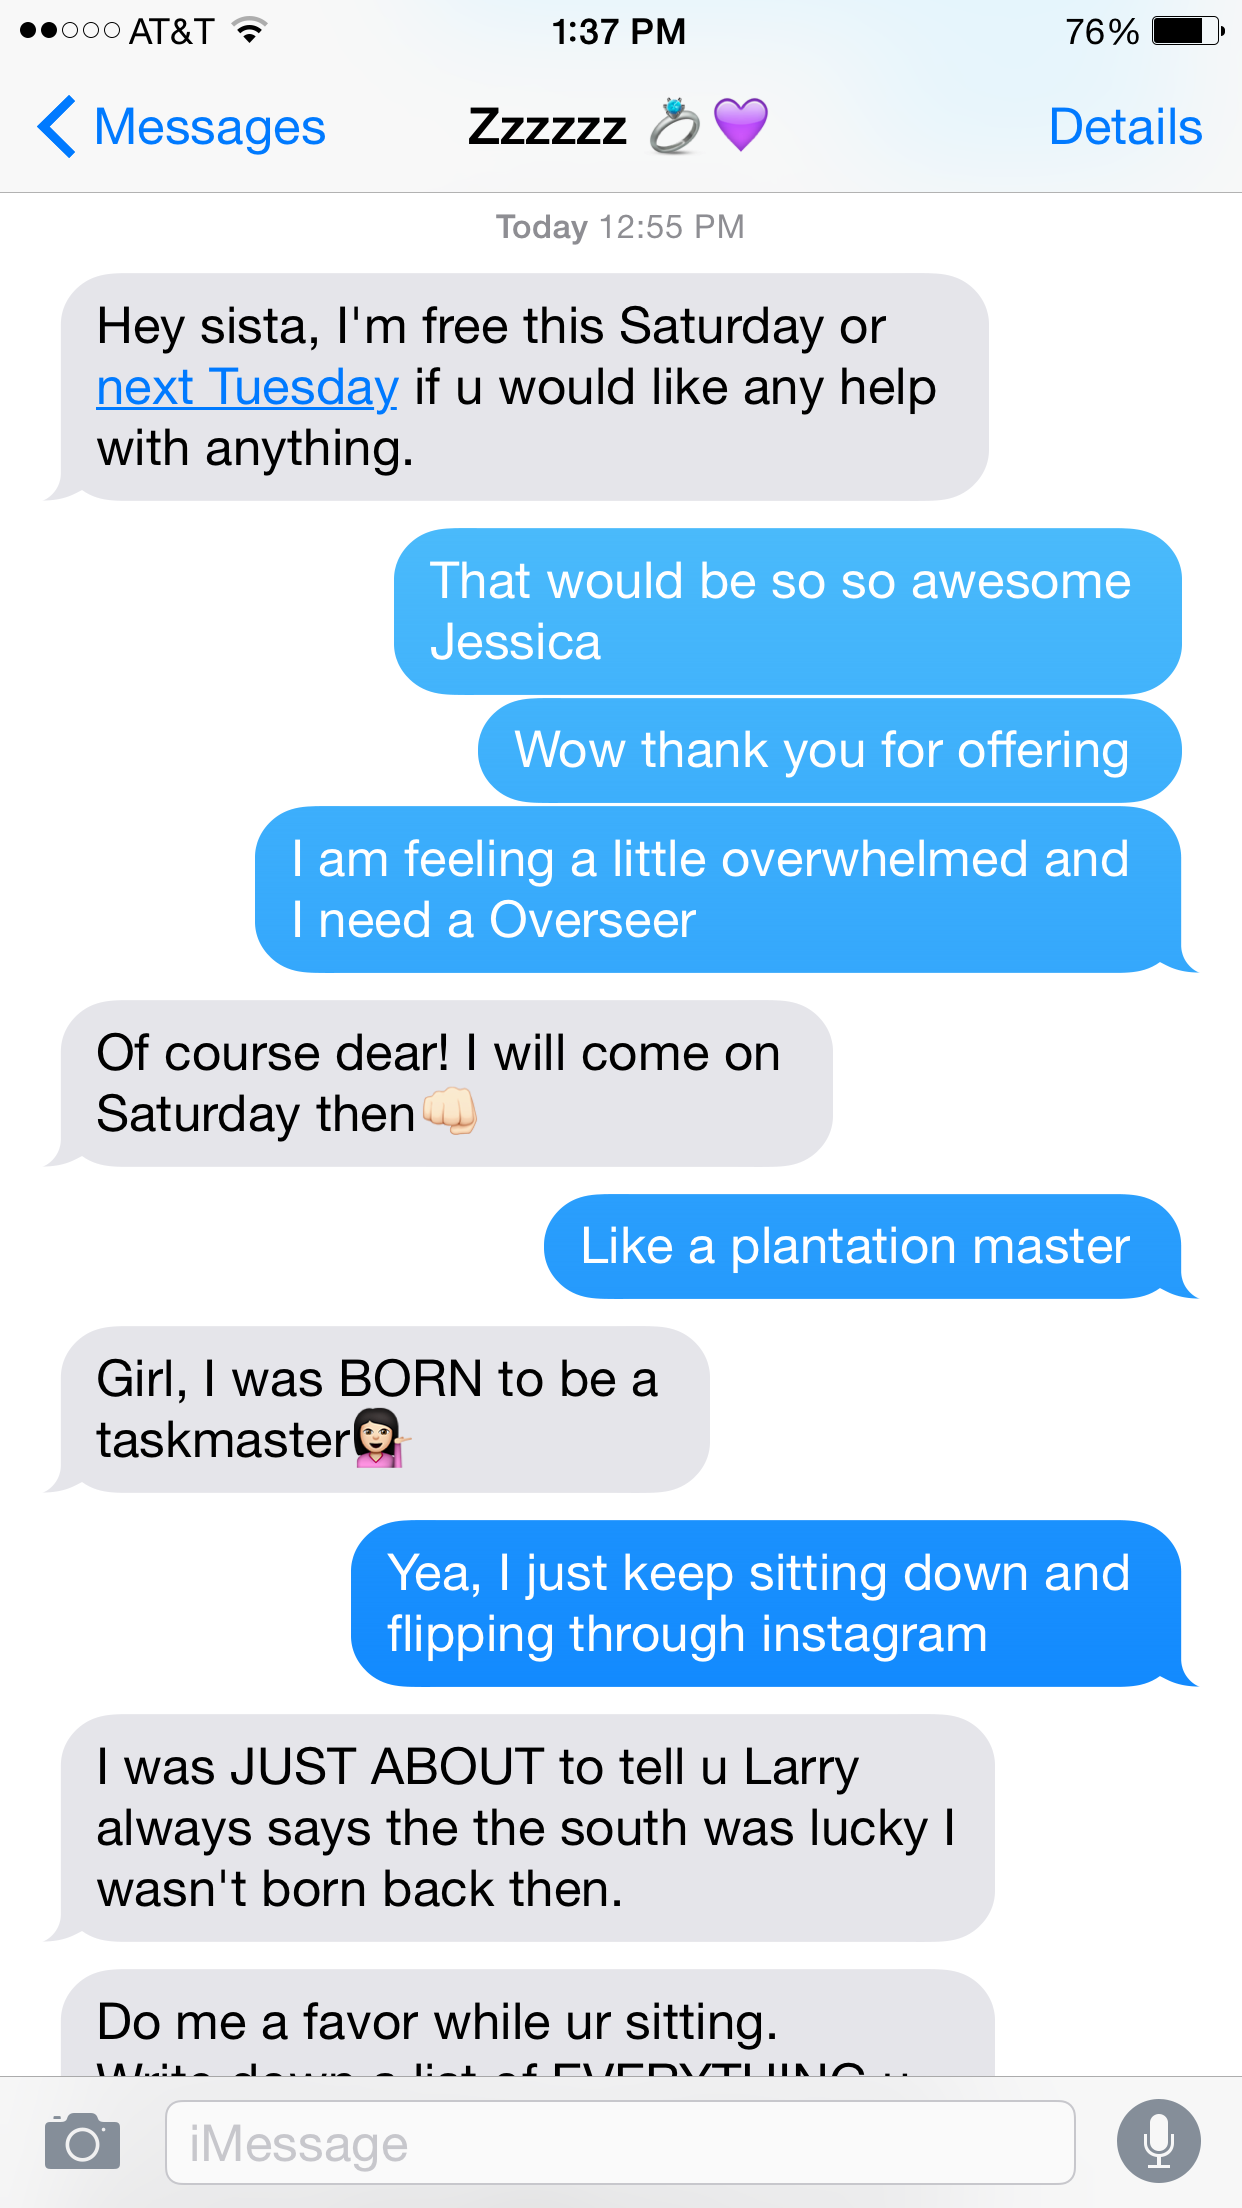 AT&T 1:37 PM 76%
Messages Zzzzzz 💍💜 Details
Today 12:55 PM
Hey sista, I'm free this Saturday or
next Tuesday if u would like any help
with anything.
That would be so so awesome
Jessica
Wow thank you for offering
I am feeling a little overwhelmed and
I need a Overseer
Of course dear! I will come on
Saturday then👊🏻
Like a plantation master
Girl, I was BORN to be a
taskmaster💁🏻
Yea, I just keep sitting down and
flipping through instagram
I was JUST ABOUT to tell u Larry
always says the the south was lucky I
wasn't born back then.
Do me a favor while ur sitting.
Write down a list of EVERYTHING u
iMessage